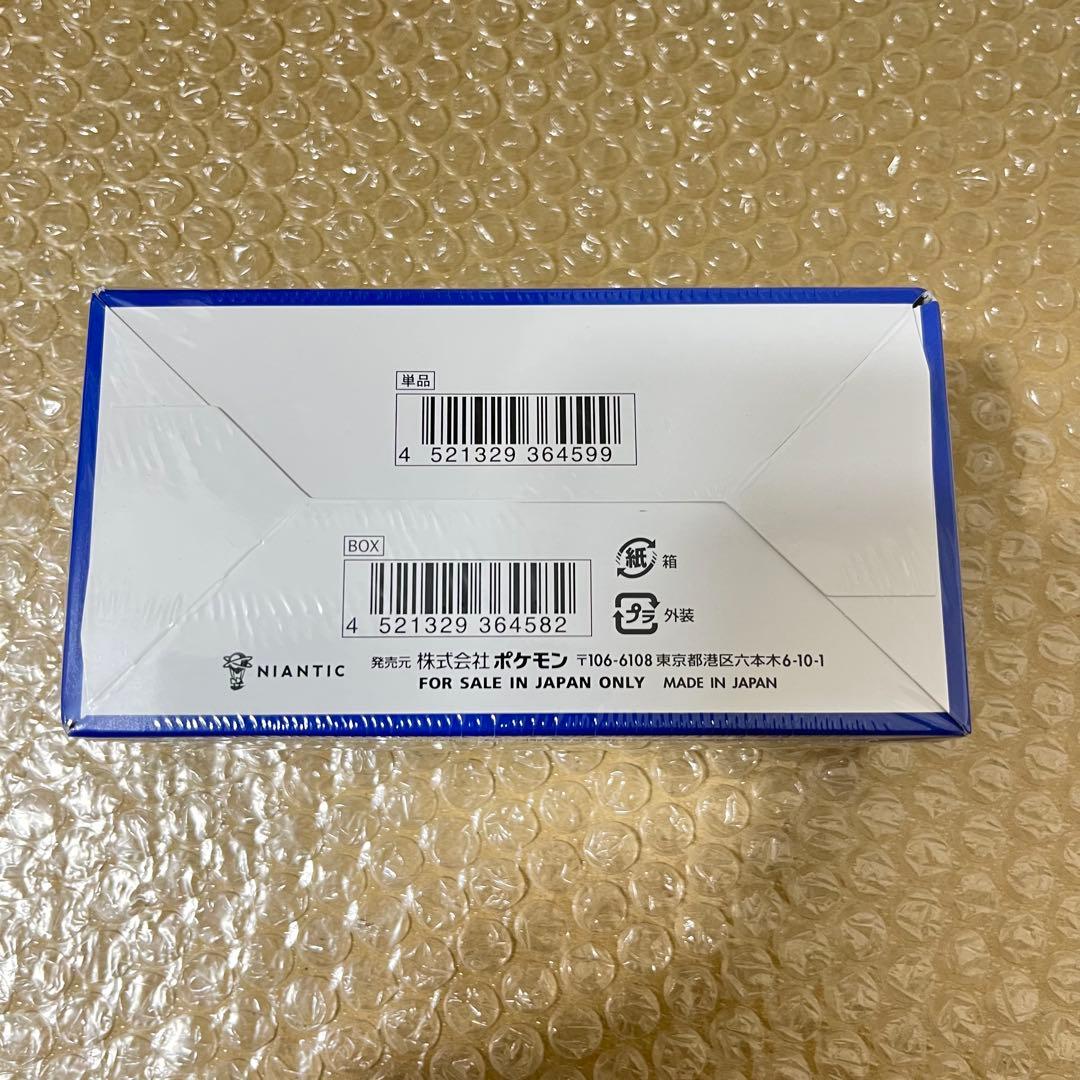 単品
4 521329 364599
BOX
4 521329 364582
紙 箱
プラ 外装
NIANTIC 発売元 株式会社 ポケモン 〒106-6108 東京都港区六本木6-10-1
FOR SALE IN JAPAN ONLY MADE IN JAPAN